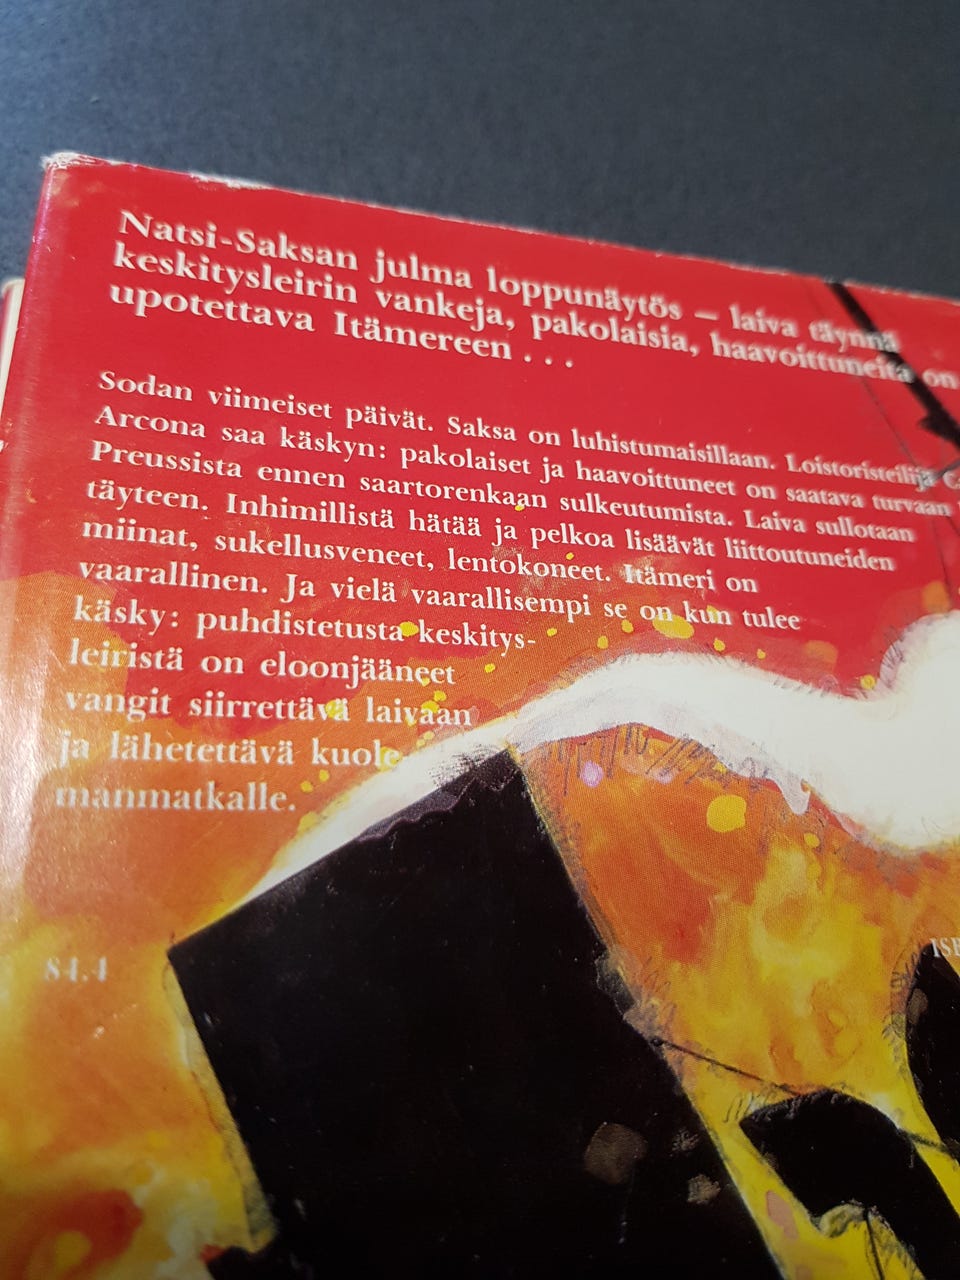 Natsi-Saksan julma loppunäytös – laiva täynnä
keskitysleirin vankeja, pakolaisia, haavoittuneita on
upotettava Itämereen . . .
Sodan viimeiset päivät. Saksa on luhistumaisillaan. Loistoristeilijä
Arcona saa käskyn: pakolaiset ja haavoittuneet on saatava turvaan
Preussista ennen saartorenkaan sulkeutumista. Laiva sullotaan
täyteen. Inhimillistä hätää ja pelkoa lisäävät liittoutuneiden
miinat, sukellusveneet, lentokoneet. Itämeri on
vaarallinen. Ja vielä vaarallisempi se on kun tulee
käsky: puhdistetusta keskitys-
leiristä on eloonjääneet
vangit siirrettävä laivaan
ja lähetettävä kuole-
manmatkalle.
84.4